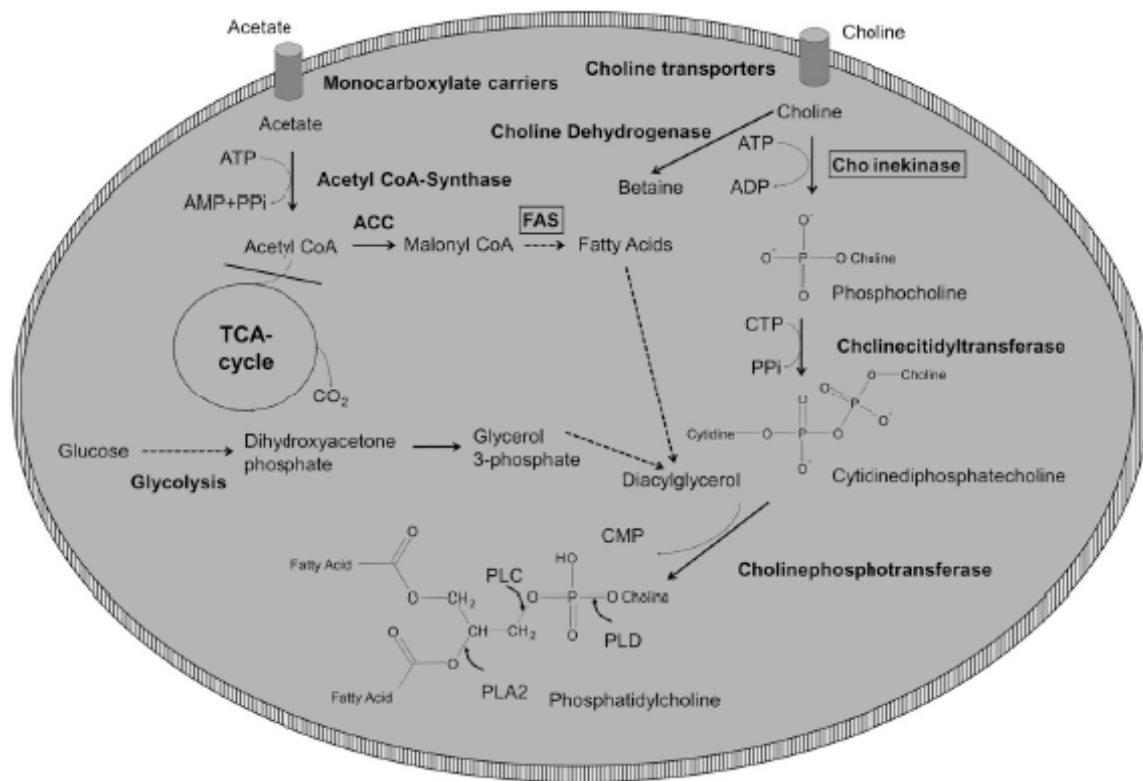 Acetate
Choline
Monocarboxylate carriers
Choline transporters
Acetate
Choline
Choline Dehydrogenase
ATP
Acetyl CoA-Synthase
AMP+PPi
Betaine
ATP
ADP
Cho inekinase
Acetyl CoA
ACC
Malonyl CoA
FAS
Fatty Acids
O-
O-
P
O
Choline
O
Phosphocholine
TCA-
cycle
CO2
CTP
PPi
Cholinecitidyltransferase
O
Choline
O
P
O-
O
Cytidine
O
P
O
O-
Cytidinediphosphatecholine
Glucose
Glycolysis
Dihydroxyacetone
phosphate
Glycerol
3-phosphate
Diacylglycerol
CMP
Cholinephosphotransferase
O
Fatty Acid
O
CH2
PLC
HO
O
P
O
Choline
O
PLD
O
CH
CH2
O
Fatty Acid
PLA2
Phosphatidylcholine